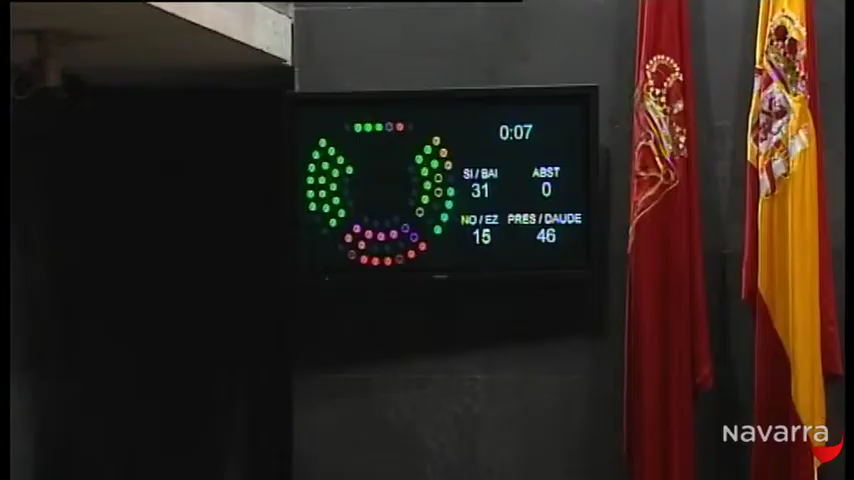 0:07
SI / BAI
ABST
31
0
NO / EZ
PRES / DAUDE
15
46
Navarra